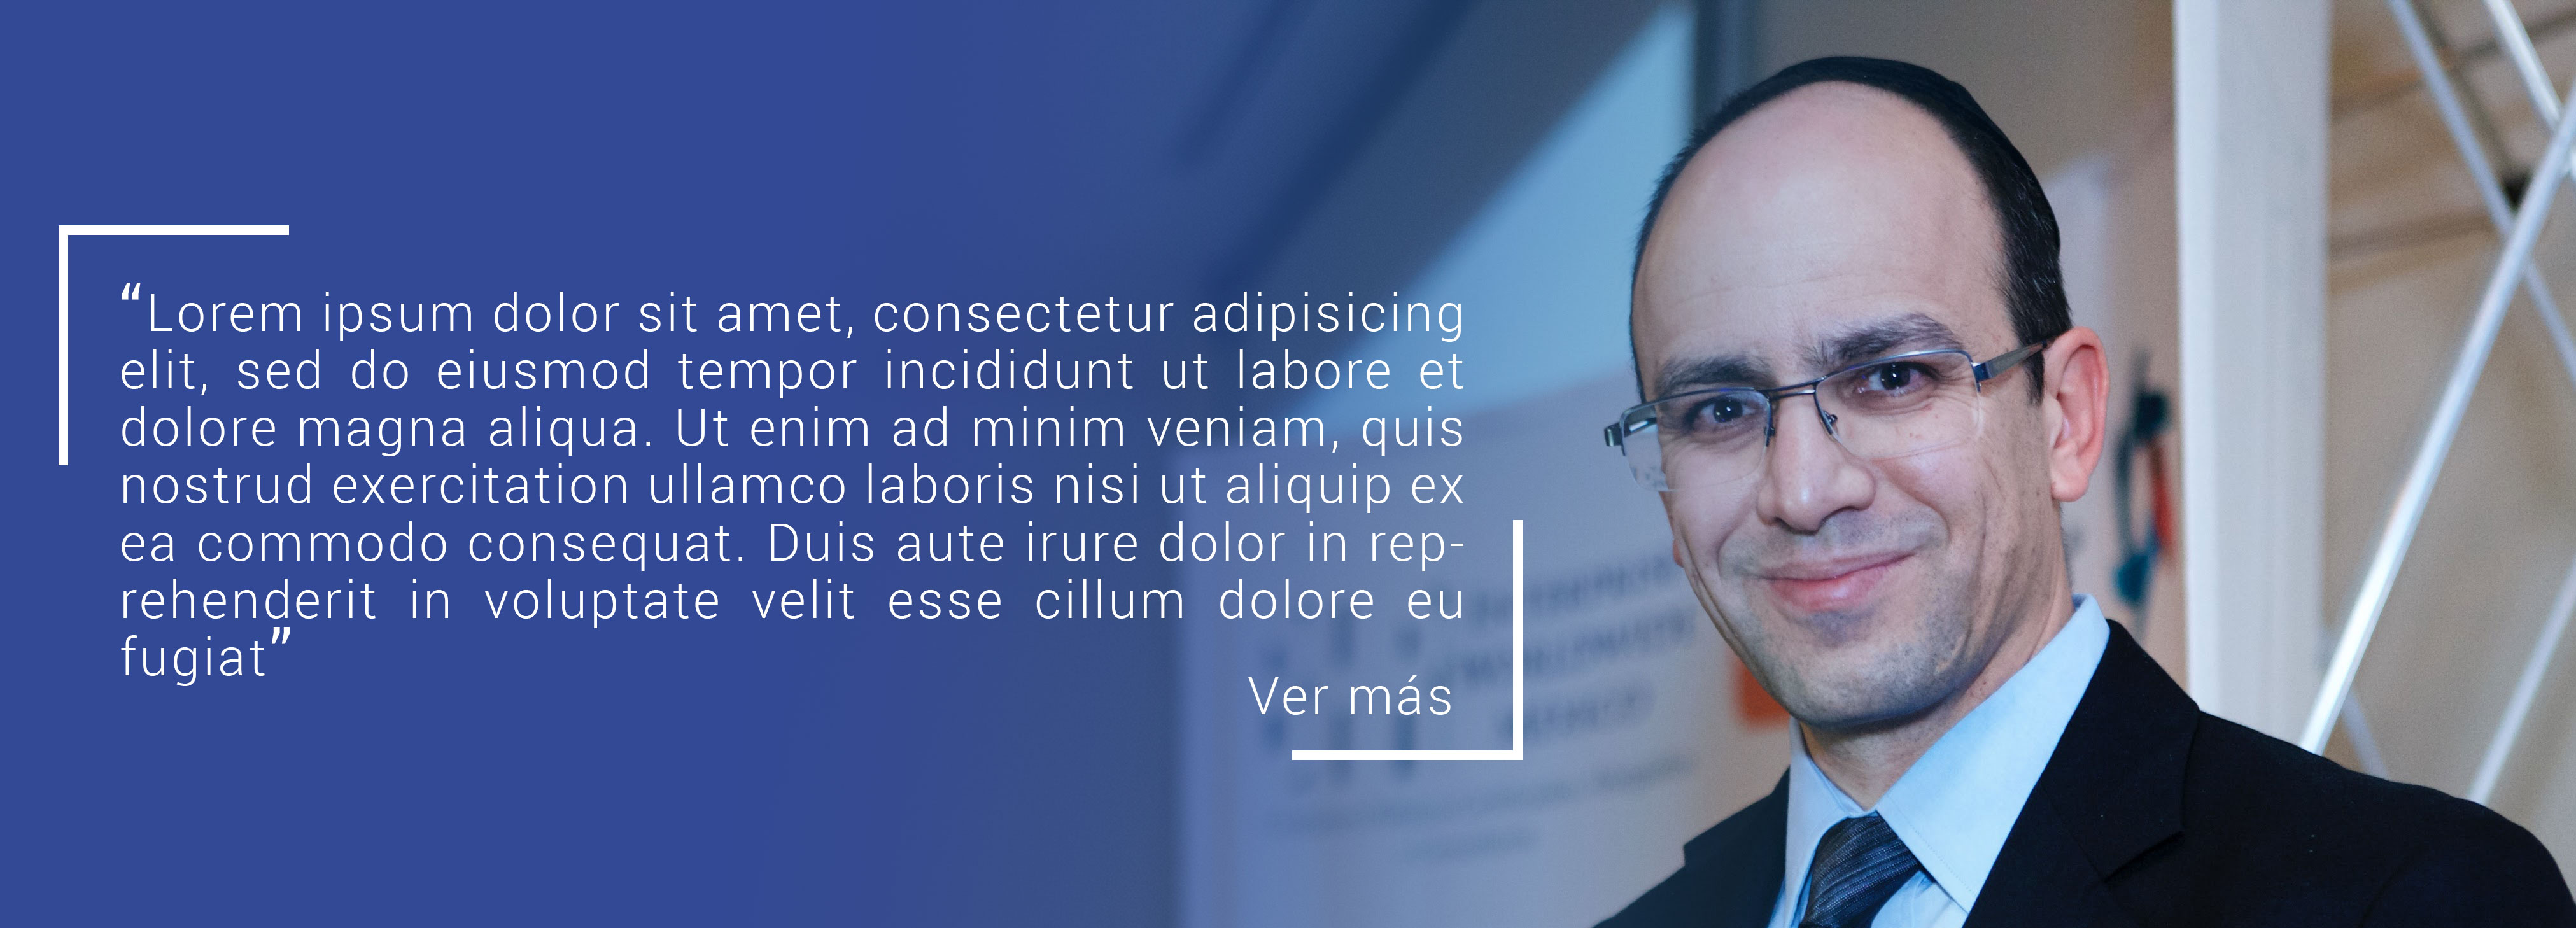 “Lorem ipsum dolor sit amet, consectetur adipisicing
elit, sed do eiusmod tempor incididunt ut labore et
dolore magna aliqua. Ut enim ad minim veniam, quis
nostrud exercitation ullamco laboris nisi ut aliquip ex
ea commodo consequat. Duis aute irure dolor in rep-
rehenderit in voluptate velit esse cillum dolore eu
fugiat”
Ver más